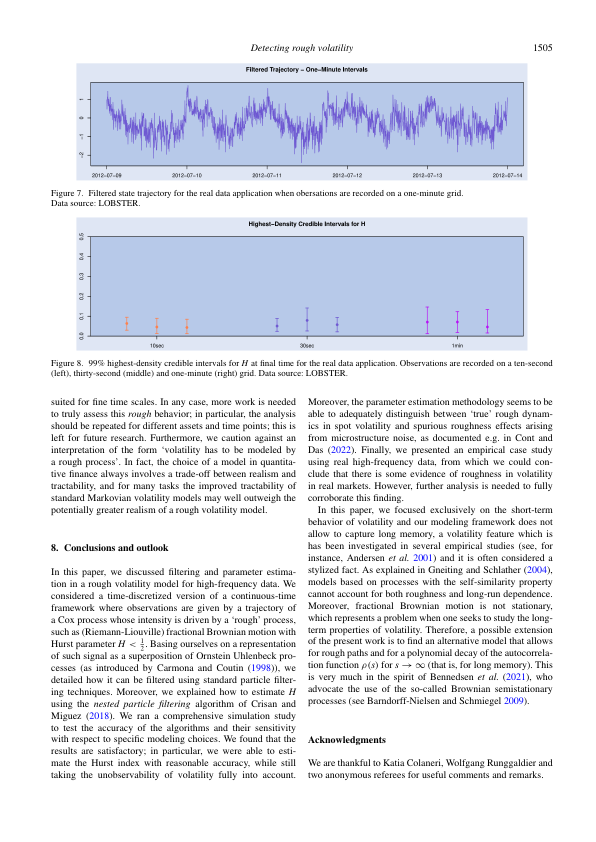 Detecting rough volatility
1505
Filtered Trajectory − One−Minute Intervals
1
0
−1
−2
2012−07−09 2012−07−10 2012−07−11 2012−07−12 2012−07−13 2012−07−14
Figure 7. Filtered state trajectory for the real data application when obersations are recorded on a one-minute grid.
Data source: LOBSTER.
Highest−Density Credible Intervals for H
0.5
0.4
0.3
0.2
0.1
0.0
10sec 30sec 1min
Figure 8. 99% highest-density credible intervals for H at final time for the real data application. Observations are recorded on a ten-second
(left), thirty-second (middle) and one-minute (right) grid. Data source: LOBSTER.
suited for fine time scales. In any case, more work is needed
to truly assess this rough behavior; in particular, the analysis
should be repeated for different assets and time points; this is
left for future research. Furthermore, we caution against an
interpretation of the form ‘volatility has to be modeled by
a rough process’. In fact, the choice of a model in quantita-
tive finance always involves a trade-off between realism and
tractability, and for many tasks the improved tractability of
standard Markovian volatility models may well outweigh the
potentially greater realism of a rough volatility model.
8. Conclusions and outlook
In this paper, we discussed filtering and parameter estima-
tion in a rough volatility model for high-frequency data. We
considered a time-discretized version of a continuous-time
framework where observations are given by a trajectory of
a Cox process whose intensity is driven by a ‘rough’ process,
such as (Riemann-Liouville) fractional Brownian motion with
Hurst parameter H < 1/2. Basing ourselves on a representation
of such signal as a superposition of Ornstein Uhlenbeck pro-
cesses (as introduced by Carmona and Coutin (1998)), we
detailed how it can be filtered using standard particle filter-
ing techniques. Moreover, we explained how to estimate H
using the nested particle filtering algorithm of Crisan and
Miguez (2018). We ran a comprehensive simulation study
to test the accuracy of the algorithms and their sensitivity
with respect to specific modeling choices. We found that the
results are satisfactory; in particular, we were able to esti-
mate the Hurst index with reasonable accuracy, while still
taking the unobservability of volatility fully into account.
Moreover, the parameter estimation methodology seems to be
able to adequately distinguish between ‘true’ rough dynam-
ics in spot volatility and spurious roughness effects arising
from microstructure noise, as documented e.g. in Cont and
Das (2022). Finally, we presented an empirical case study
using real high-frequency data, from which we could con-
clude that there is some evidence of roughness in volatility
in real markets. However, further analysis is needed to fully
corroborate this finding.
In this paper, we focused exclusively on the short-term
behavior of volatility and our modeling framework does not
allow to capture long memory, a volatility feature which is
has been investigated in several empirical studies (see, for
instance, Andersen et al. 2001) and it is often considered a
stylized fact. As explained in Gneiting and Schlather (2004),
models based on processes with the self-similarity property
cannot account for both roughness and long-run dependence.
Moreover, fractional Brownian motion is not stationary,
which represents a problem when one seeks to study the long-
term properties of volatility. Therefore, a possible extension
of the present work is to find an alternative model that allows
for rough paths and for a polynomial decay of the autocorrela-
tion function ρ(s) for s → ∞ (that is, for long memory). This
is very much in the spirit of Bennedsen et al. (2021), who
advocate the use of the so-called Brownian semistationary
processes (see Barndorff-Nielsen and Schmiegel 2009).
Acknowledgments
We are thankful to Katia Colaneri, Wolfgang Runggaldier and
two anonymous referees for useful comments and remarks.